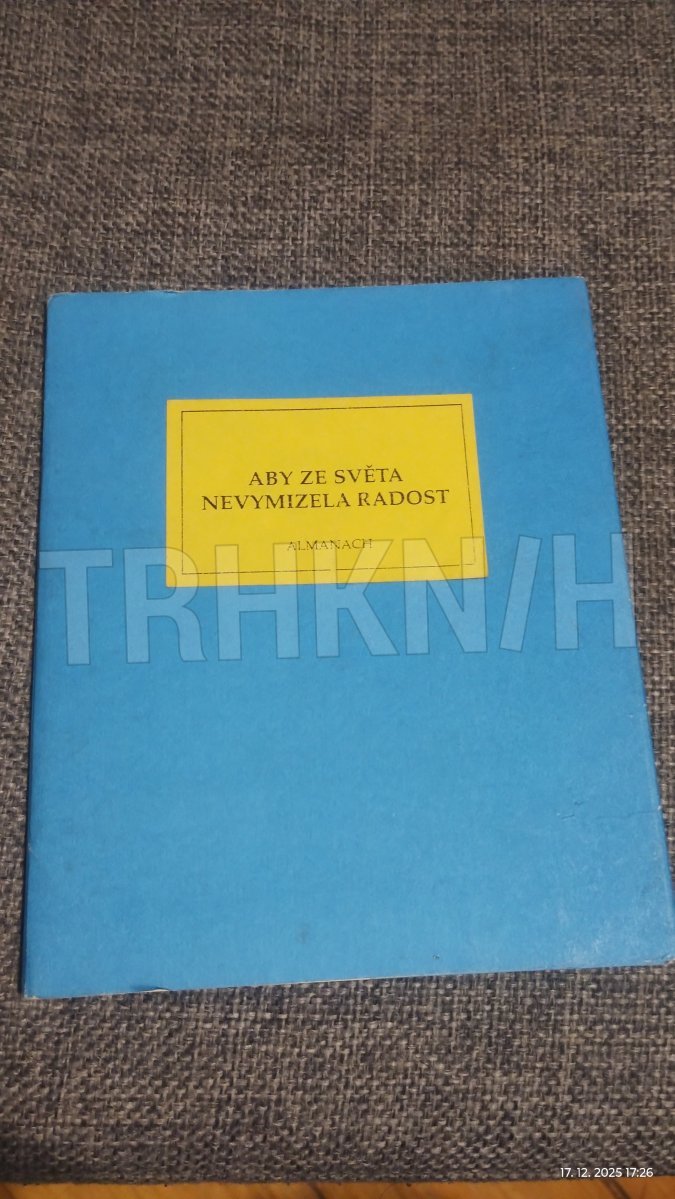 ABY ZE SVĚTA
NEVYMIZELA RADOST
ALMANACH
TRHKN/H
17. 12. 2025 17:26